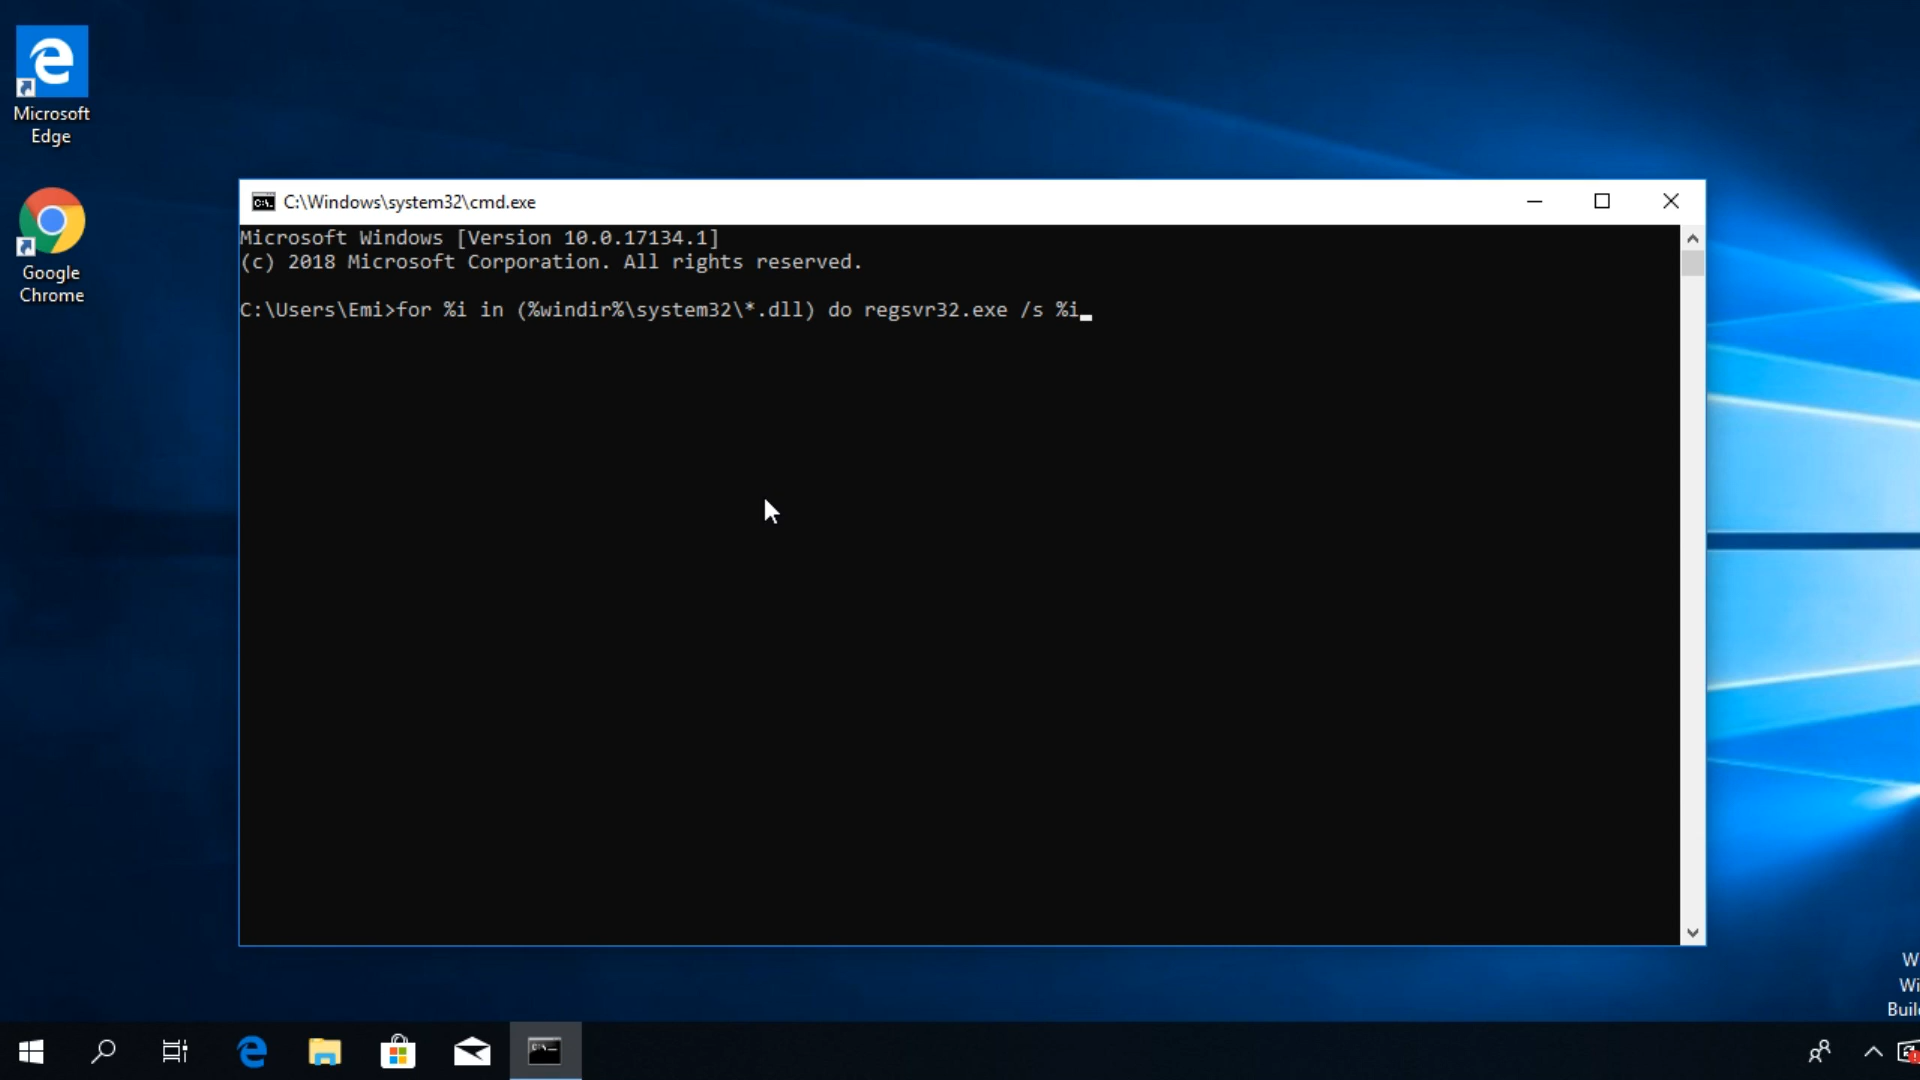 Microsoft
Edge
Google
Chrome
C:\Windows\system32\cmd.exe
Microsoft Windows [Version 10.0.17134.1]
(c) 2018 Microsoft Corporation. All rights reserved.
C:\Users\Emi>for %i in (%windir%\system32\*.dll) do regsvr32.exe /s %i